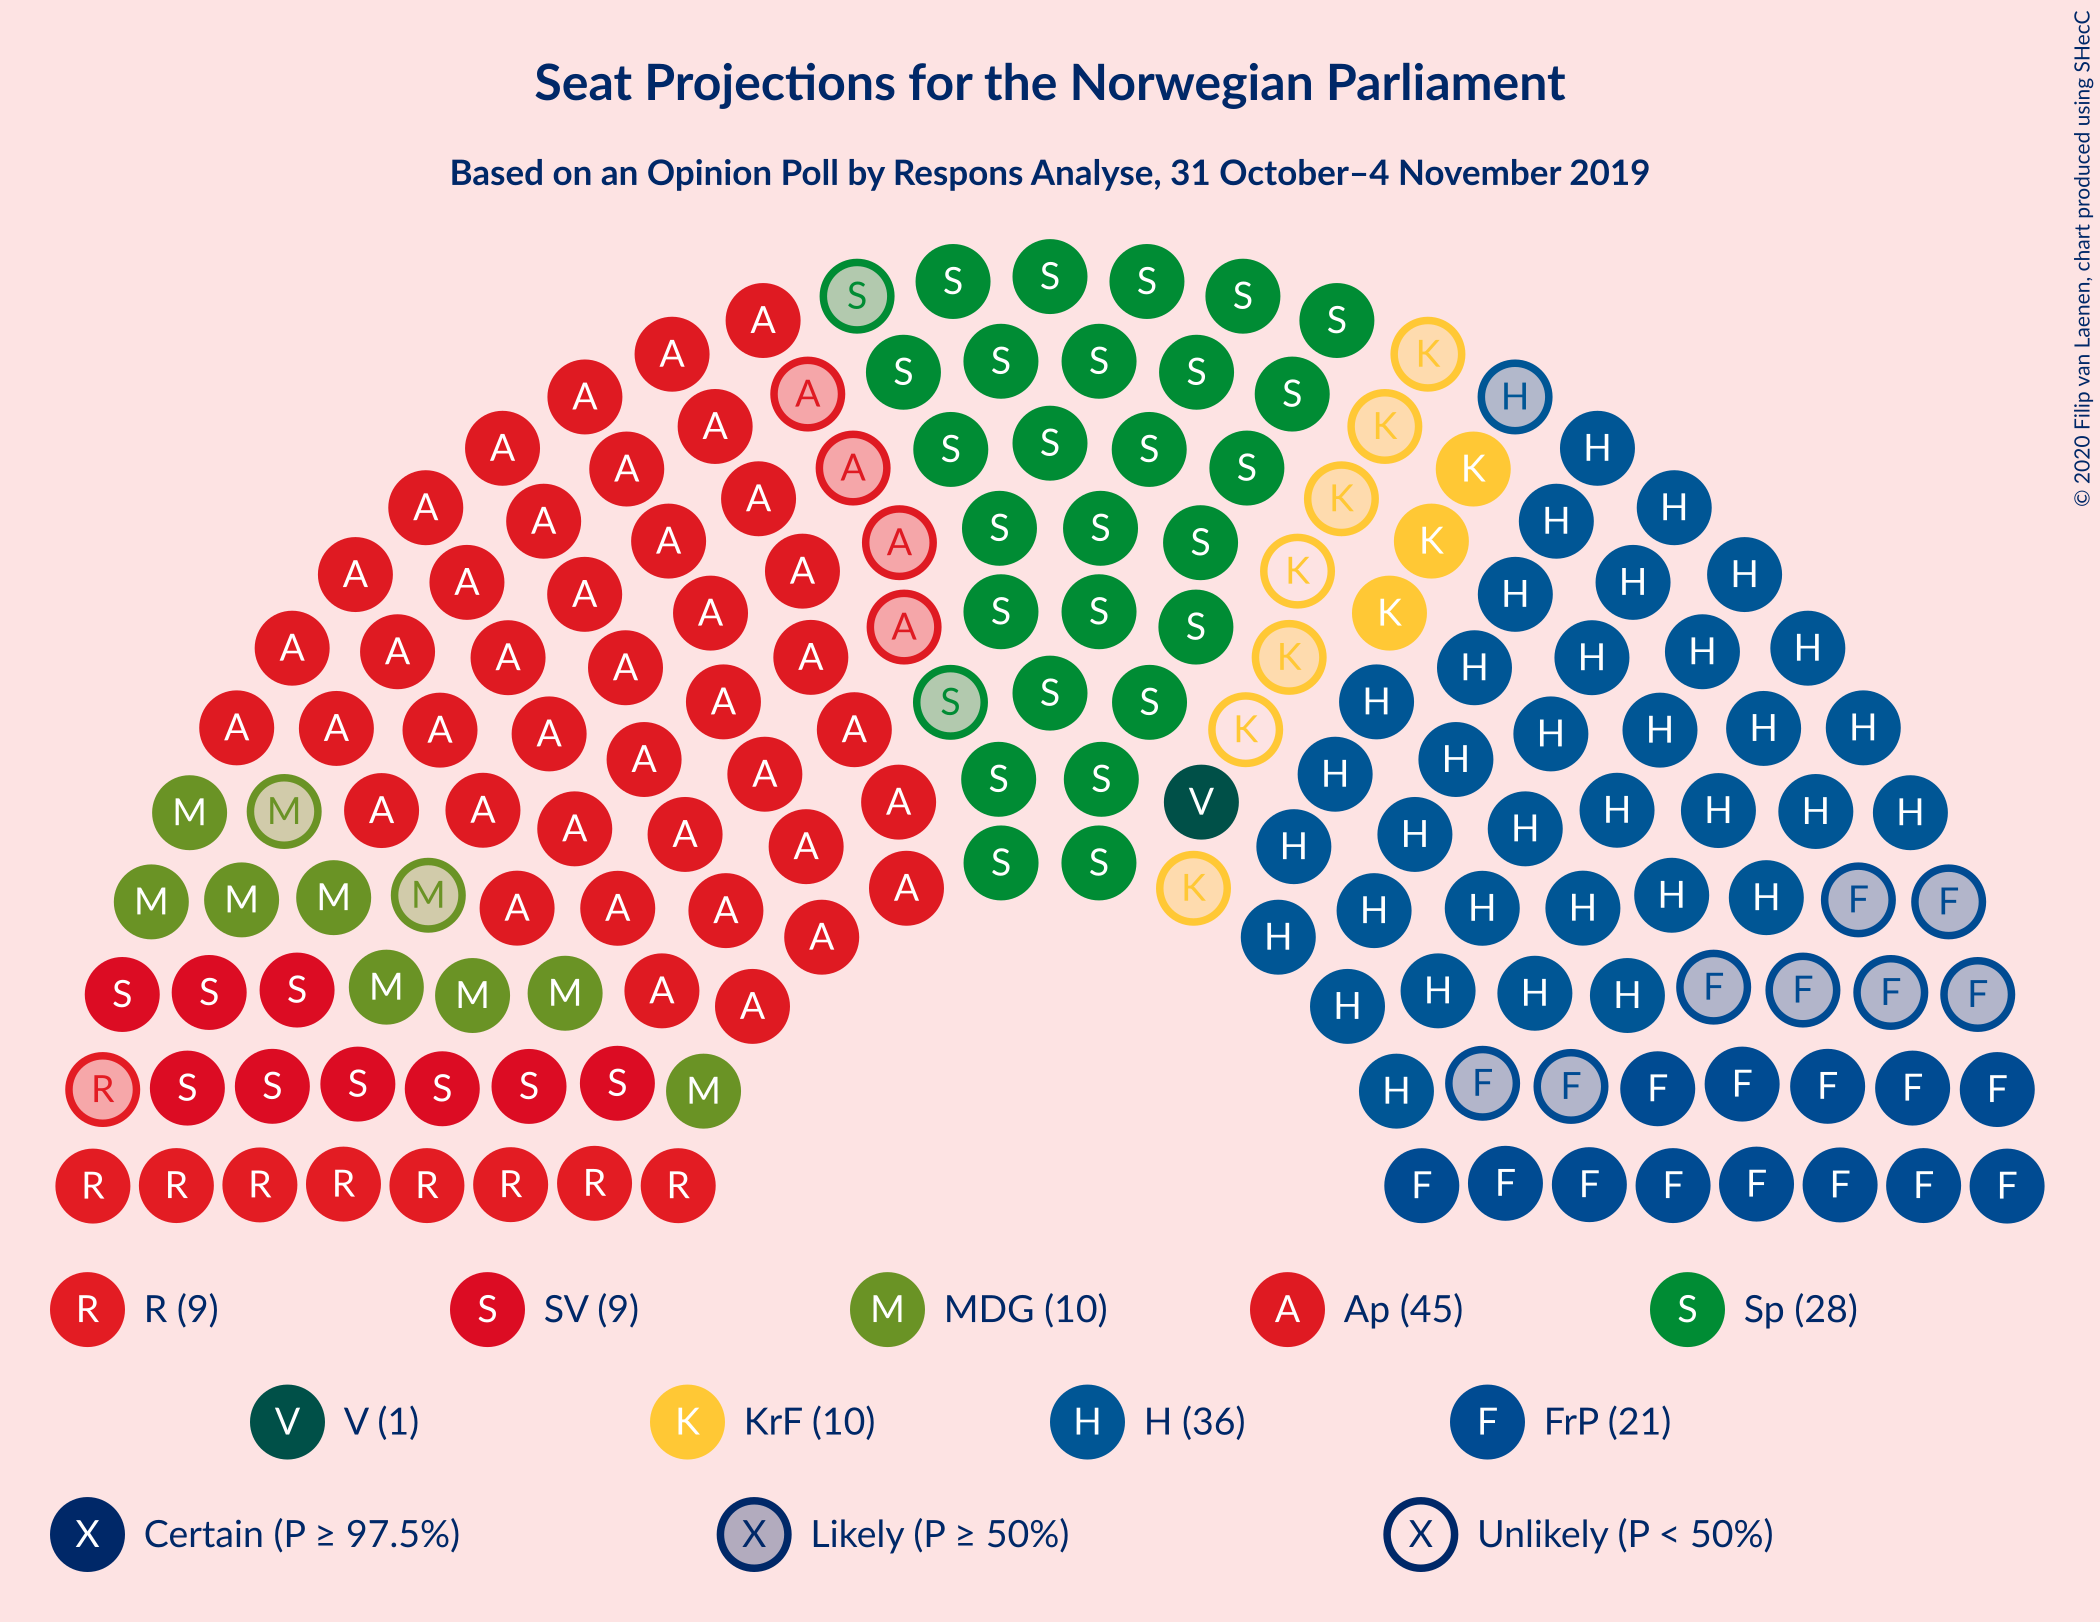 Seat Projections for the Norwegian Parliament
Based on an Opinion Poll by Respons Analyse, 31 October–4 November 2019
© 2020 Filip van Laenen, chart produced using SHecC
S S S S S S
A S K
A A S S S S H
A A S K
A A A S S S K K H
A A A S S S K H H
A A A A S S S K H H
A A A A S S S K K H H H
A A A A A S S S K H H H H
A A A A A A S S S K H H H H H
A A A A A A A S S K H H H H H H
M M A A A A A A A S S V H H H H H H H H
M M M M A A A A A S S K H H H H H H H F F
S S S M M M A A H H H H F F F F
R S S S S S S M H F F F F F F F
R R R R R R R R F F F F F F F F
R R (9) S SV (9) M MDG (10) A Ap (45) S Sp (28)
V V (1) K KrF (10) H H (36) F FrP (21)
X Certain (P ≥ 97.5%) X Likely (P ≥ 50%) X Unlikely (P < 50%)